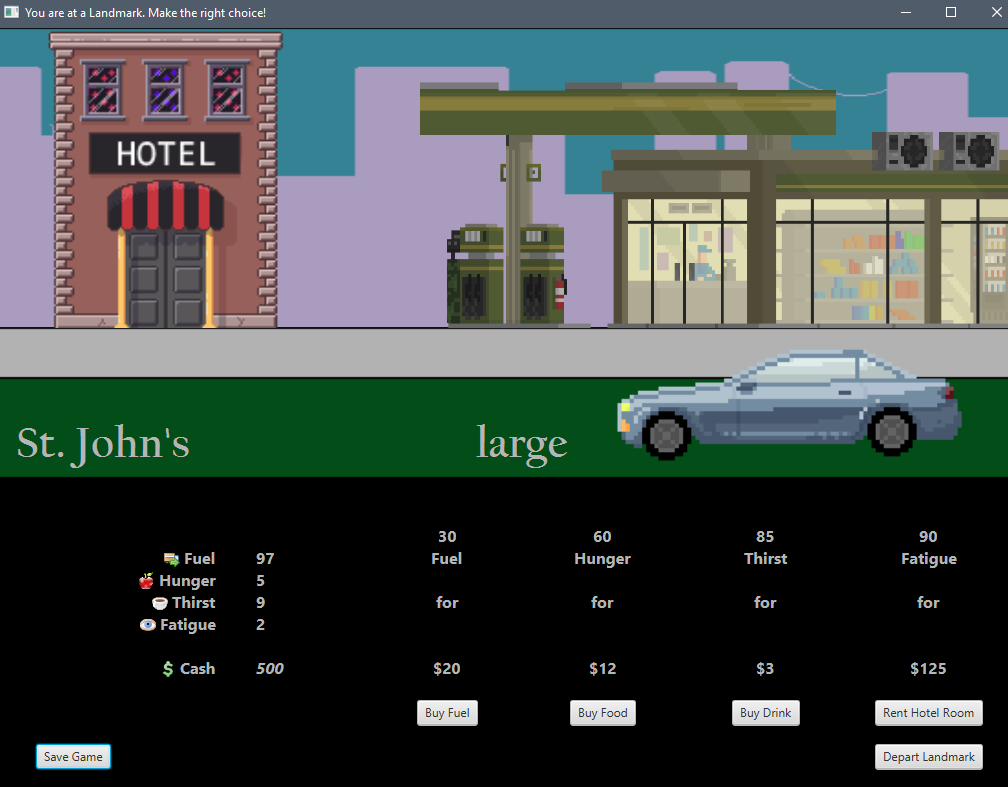 You are at a Landmark. Make the right choice!
HOTEL
St. John's large
30 60 85 90
Fuel 97 Fuel Hunger Thirst Fatigue
Hunger 5
Thirst 9 for for for for
Fatigue 2
Cash 500 $20 $12 $3 $125
Buy Fuel Buy Food Buy Drink Rent Hotel Room
Save Game Depart Landmark